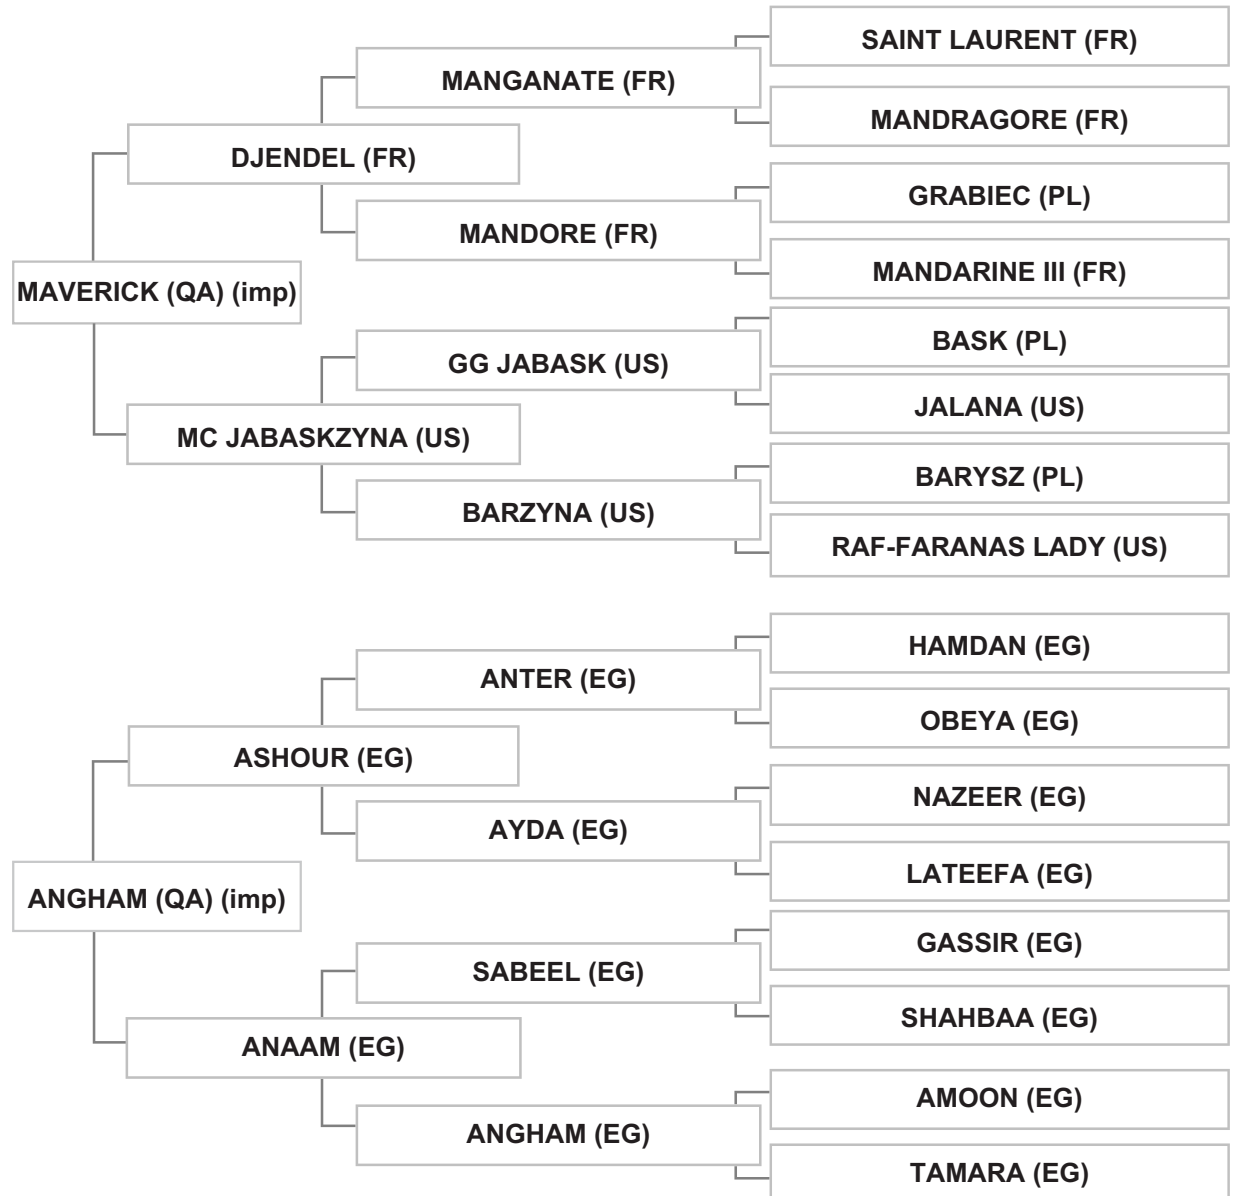 SAINT LAURENT (FR)
MANGANATE (FR)
MANDRAGORE (FR)
DJENDEL (FR)
GRABIEC (PL)
MANDORE (FR)
MANDARINE III (FR)
MAVERICK (QA) (imp)
BASK (PL)
GG JABASK (US)
JALANA (US)
MC JABASKZYNA (US)
BARYSZ (PL)
BARZYNA (US)
RAF-FARANAS LADY (US)
HAMDAN (EG)
ANTER (EG)
OBEYA (EG)
ASHOUR (EG)
NAZEER (EG)
AYDA (EG)
LATEEFA (EG)
ANGHAM (QA) (imp)
GASSIR (EG)
SABEEL (EG)
SHAHBAA (EG)
ANAAM (EG)
AMOON (EG)
ANGHAM (EG)
TAMARA (EG)